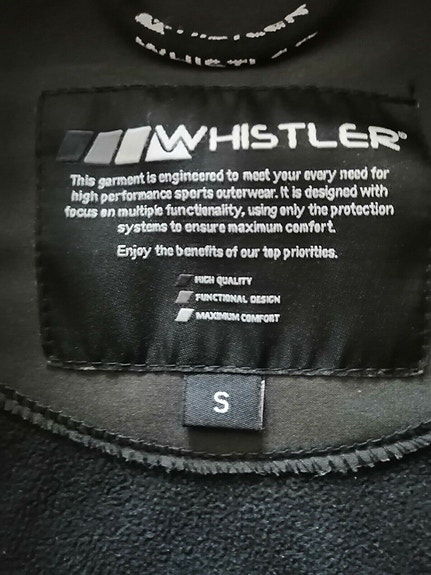 WHISTLER
WHISTLER®
This garment is engineered to meet your every need for
high performance sports outerwear. It is designed with
focus on multiple functionality, using only the protection
systems to ensure maximum comfort.
Enjoy the benefits of our top priorities.
HIGH QUALITY
FUNCTIONAL DESIGN
MAXIMUM COMFORT
S